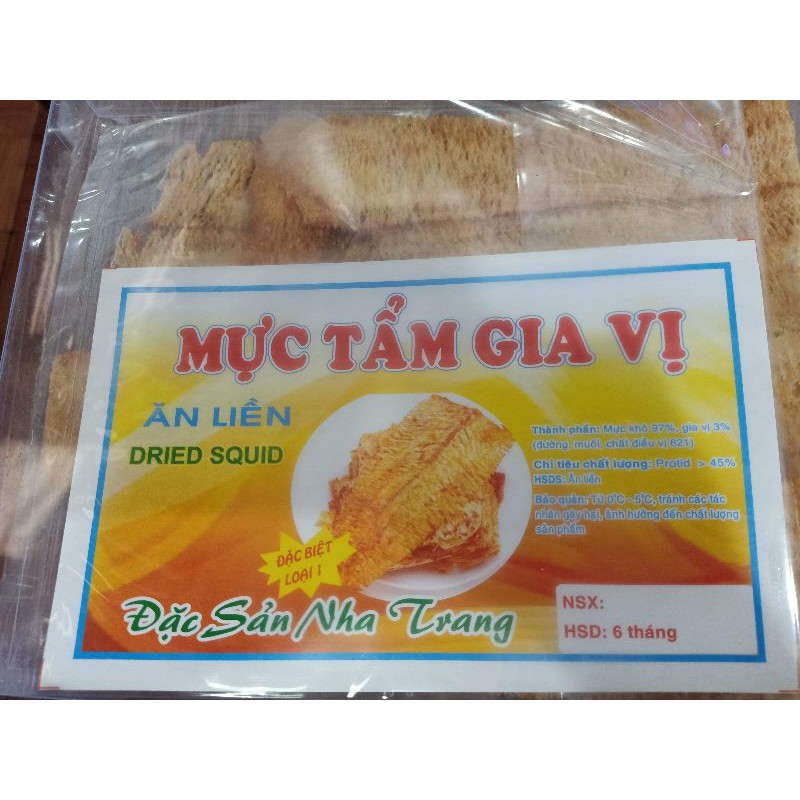 MỰC TẨM GIA VỊ
ĂN LIỀN
DRIED SQUID
Thành phần: Mực khô 97%, gia vị 3%
(đường, muối, chất điều vị 621)
Chỉ tiêu chất lượng: Protid > 45%
HSDS: Ăn liền
Bảo quản: Từ 0°C - 5°C, tránh các tác
nhân gây hại, ảnh hưởng đến chất lượng
sản phẩm
ĐẶC BIỆT
LOẠI 1
Đặc Sản Nha Trang
NSX:
HSD: 6 tháng